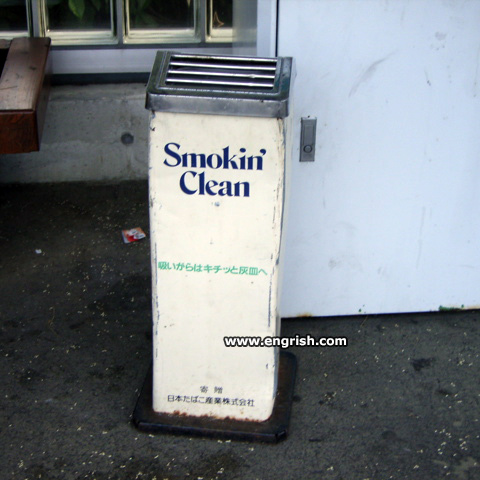 Smokin'
Clean
吸いがらはキチッと灰皿へ
www.engrish.com
寄贈
日本たばこ産業株式会社